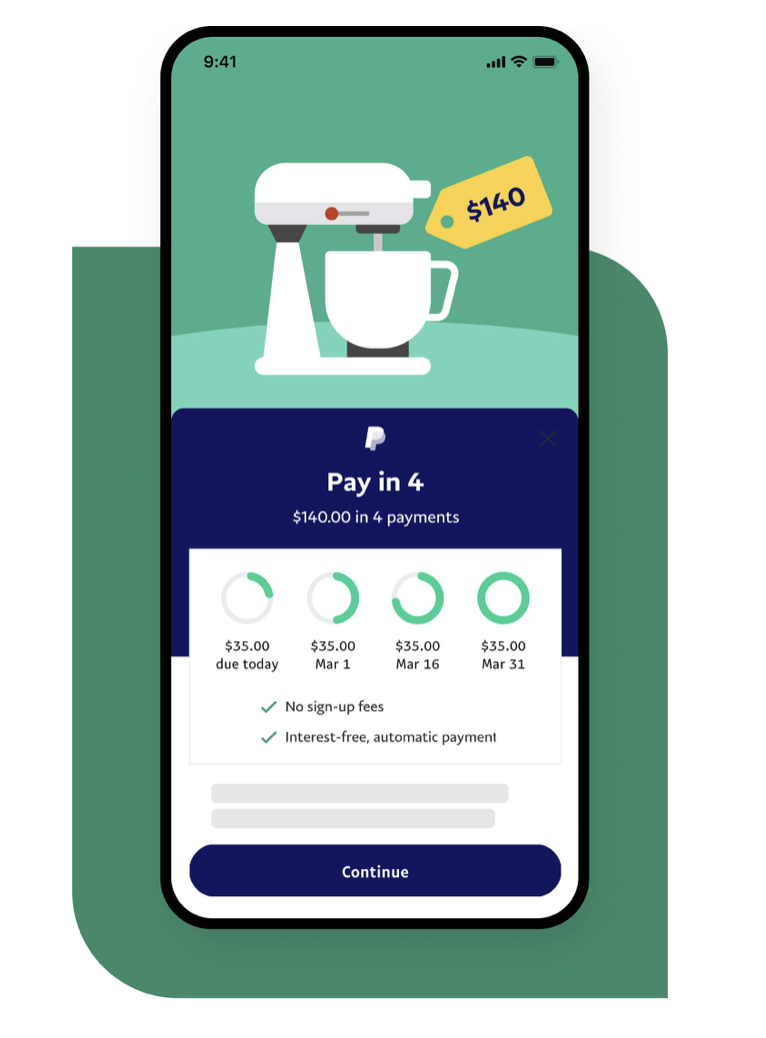 9:41
$140
Pay in 4
$140.00 in 4 payments
$35.00 $35.00 $35.00 $35.00
due today Mar 1 Mar 16 Mar 31
No sign-up fees
Interest-free, automatic payment
Continue